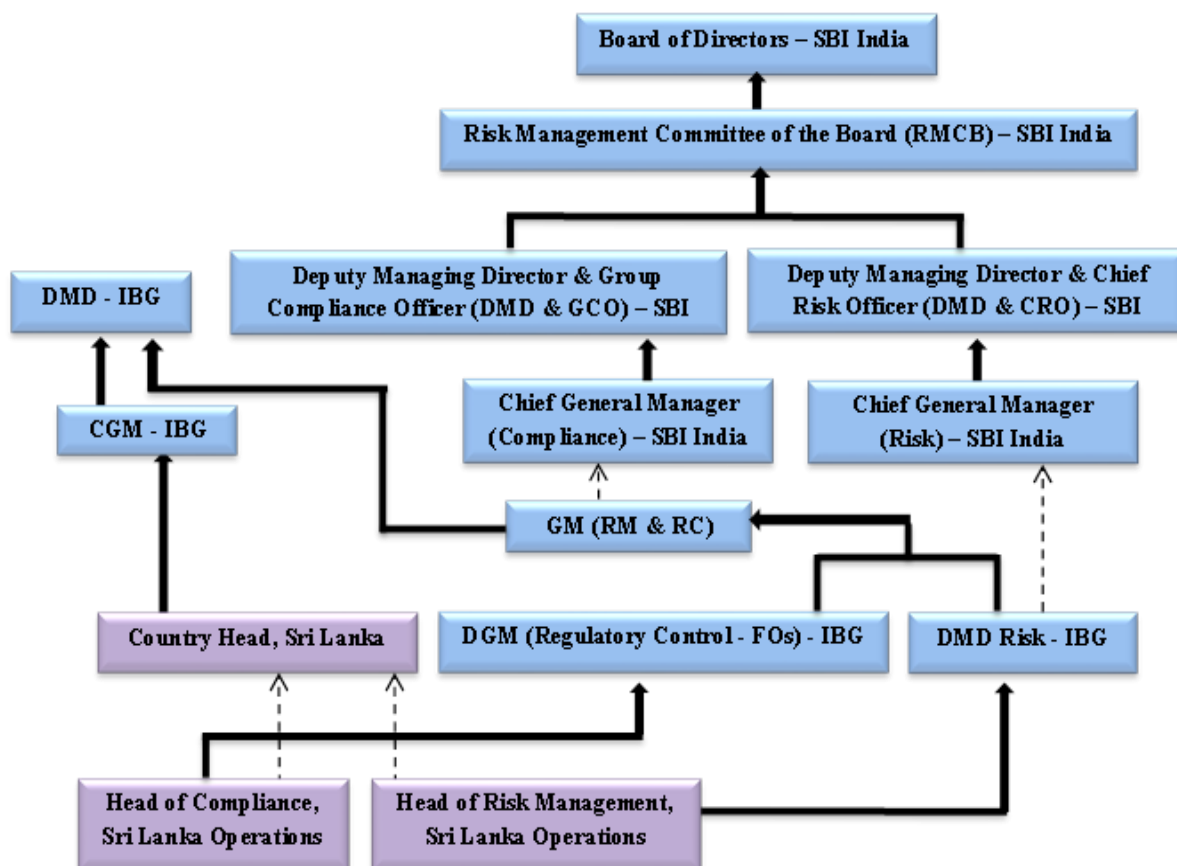 Board of Directors – SBI India
Risk Management Committee of the Board (RMCB) – SBI India
Deputy Managing Director & Group
Compliance Officer (DMD & GCO) – SBI
Deputy Managing Director & Chief
Risk Officer (DMD & CRO) – SBI
DMD - IBG
Chief General Manager
(Compliance) – SBI India
Chief General Manager
(Risk) – SBI India
CGM - IBG
GM (RM & RC)
Country Head, Sri Lanka
DGM (Regulatory Control - FOs) - IBG
DMD Risk - IBG
Head of Compliance,
Sri Lanka Operations
Head of Risk Management,
Sri Lanka Operations